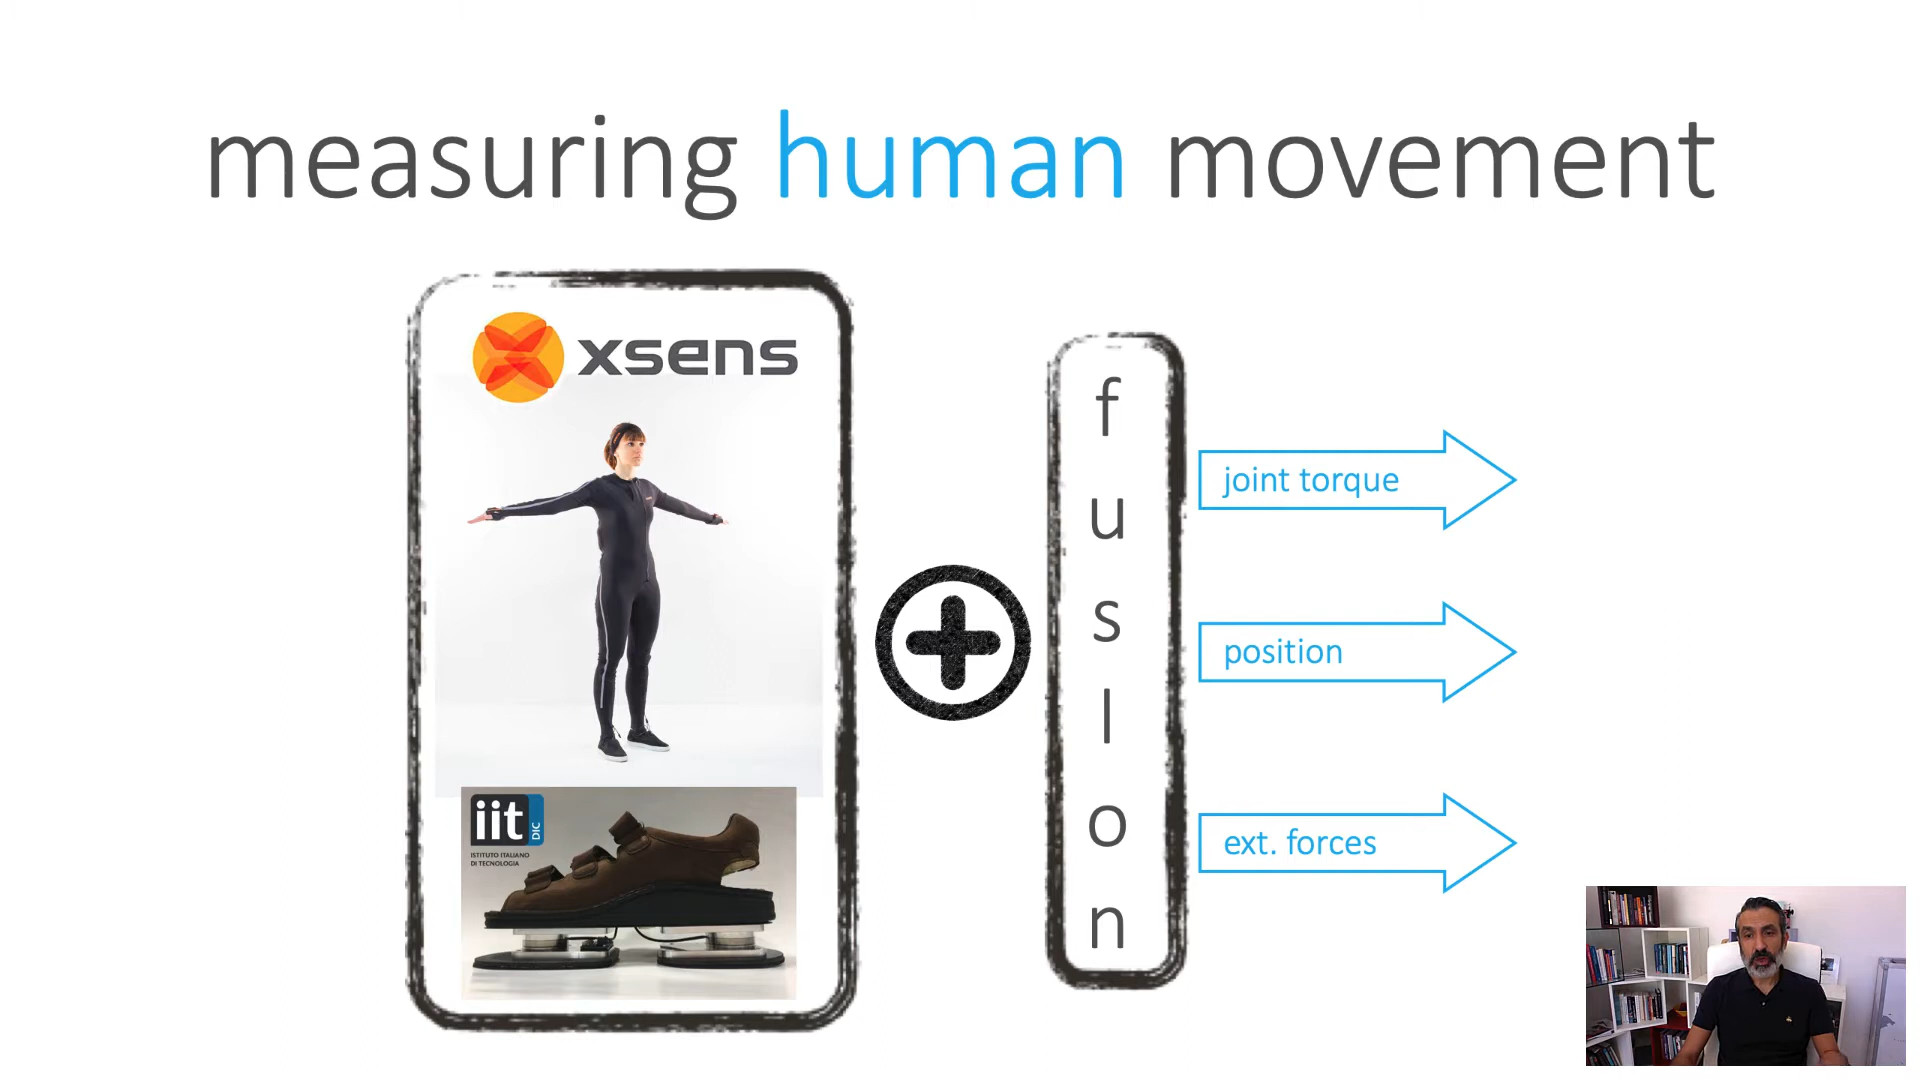 measuring human movement
xsens
iit
DIC
ISTITUTO ITALIANO
DI TECNOLOGIA
f
u
s
I
o
n
joint torque
position
ext. forces